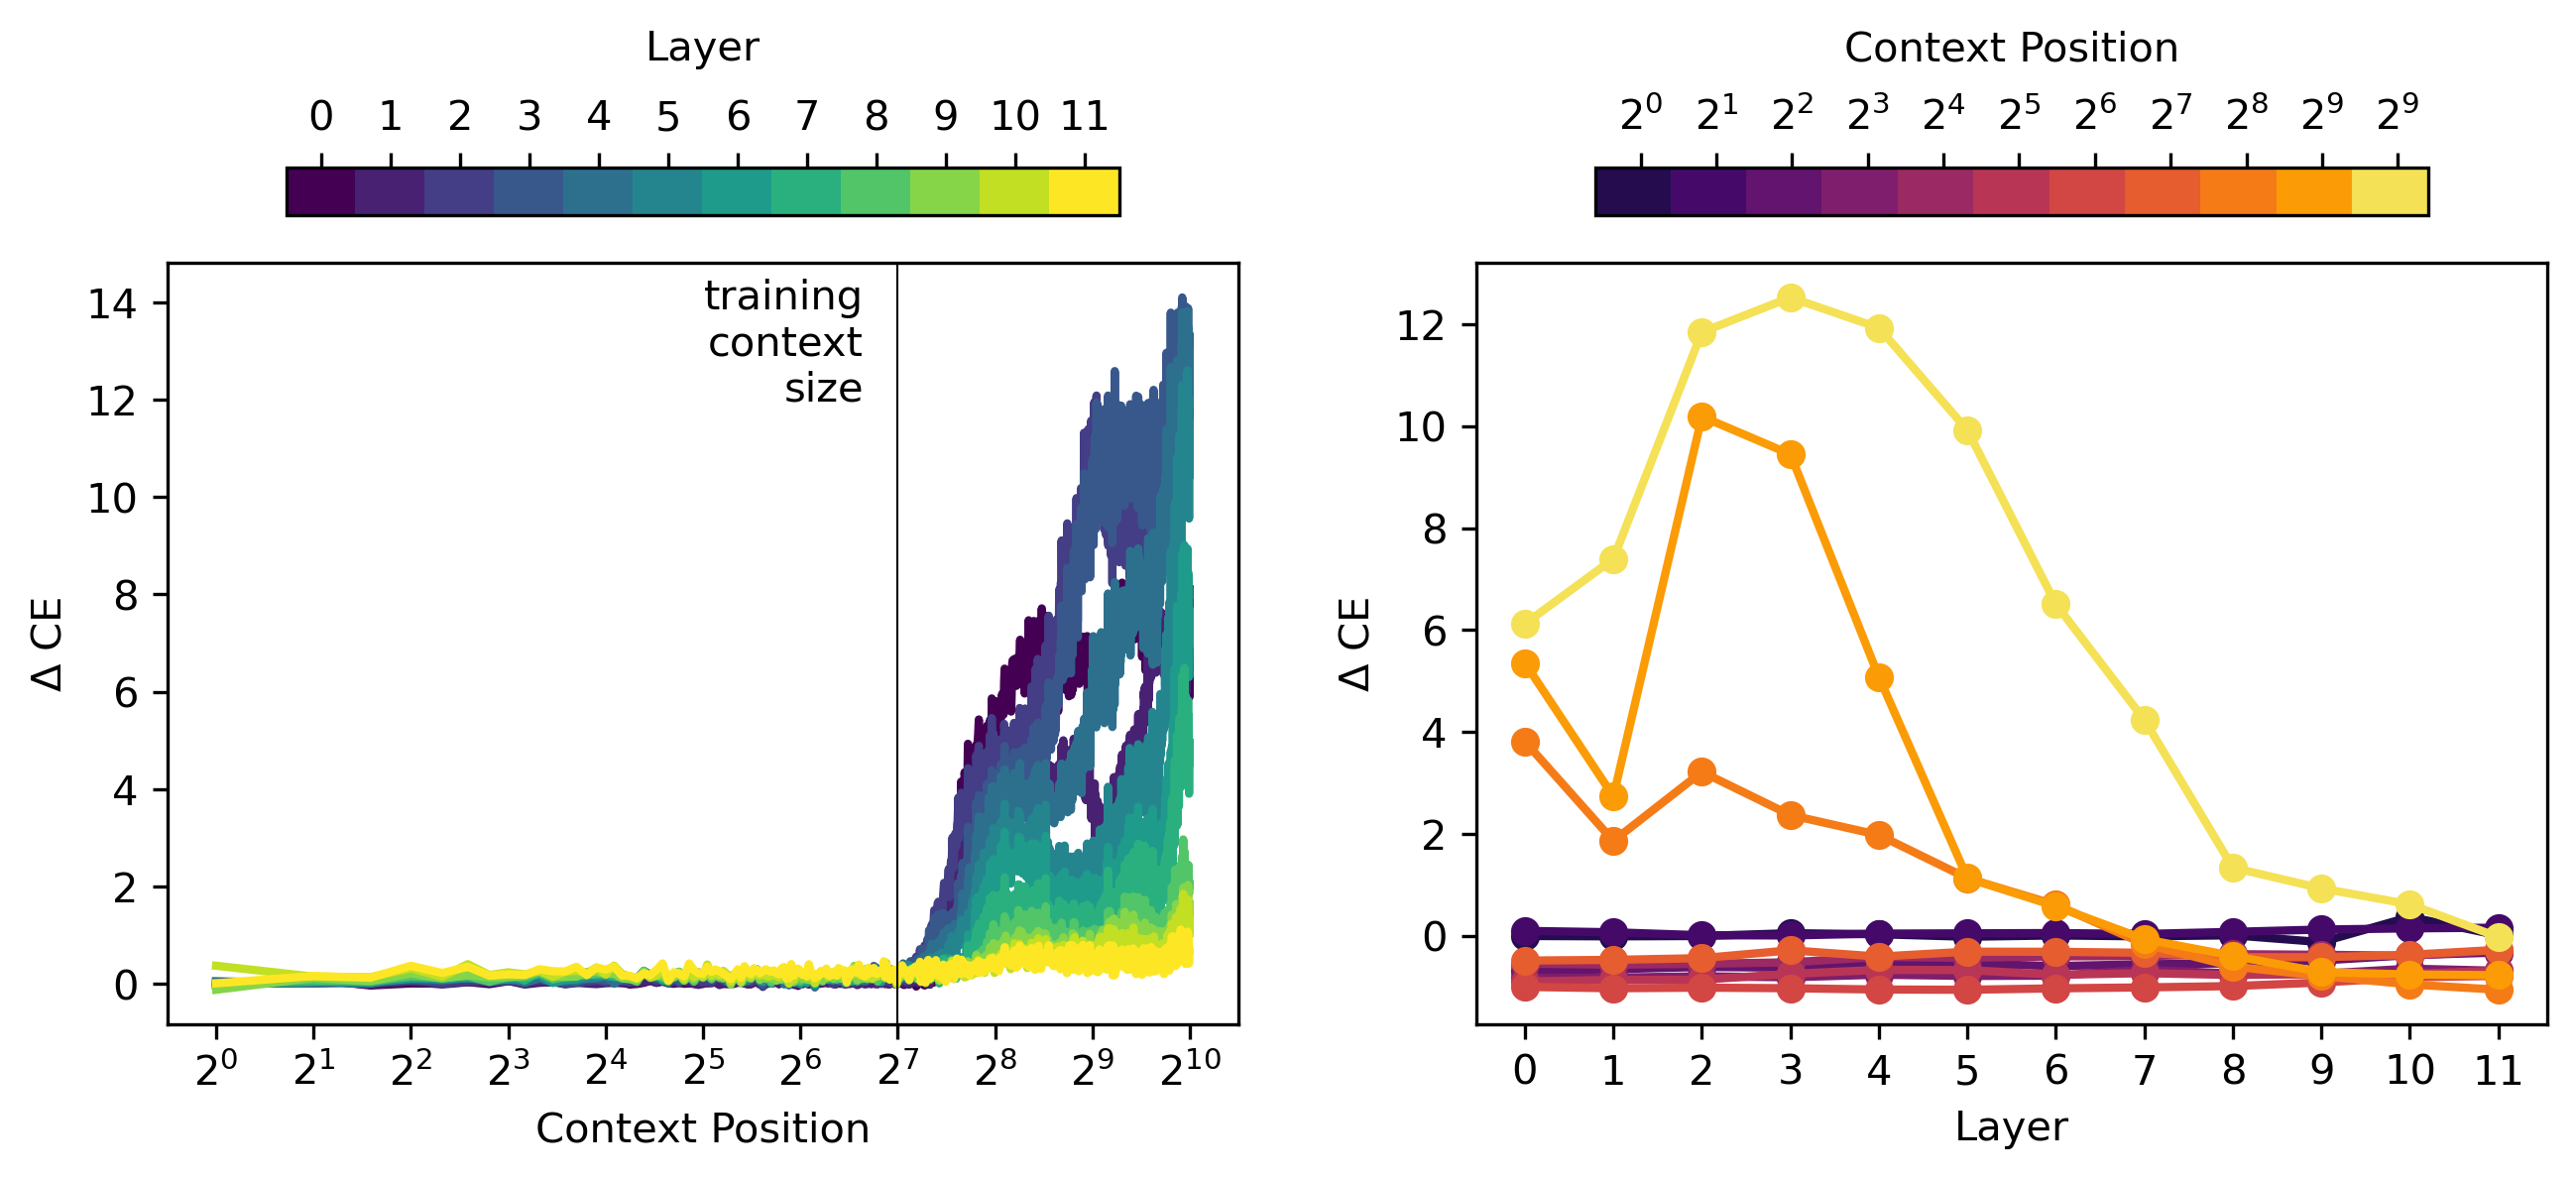 Layer
0 1 2 3 4 5 6 7 8 9 10 11
training
context
size
14
12
10
8
6
4
2
0
Δ CE
2⁰ 2¹ 2² 2³ 2⁴ 2⁵ 2⁶ 2⁷ 2⁸ 2⁹ 2¹⁰
Context Position
Context Position
2⁰ 2¹ 2² 2³ 2⁴ 2⁵ 2⁶ 2⁷ 2⁸ 2⁹ 2⁹
12
10
8
6
4
2
0
Δ CE
0 1 2 3 4 5 6 7 8 9 10 11
Layer